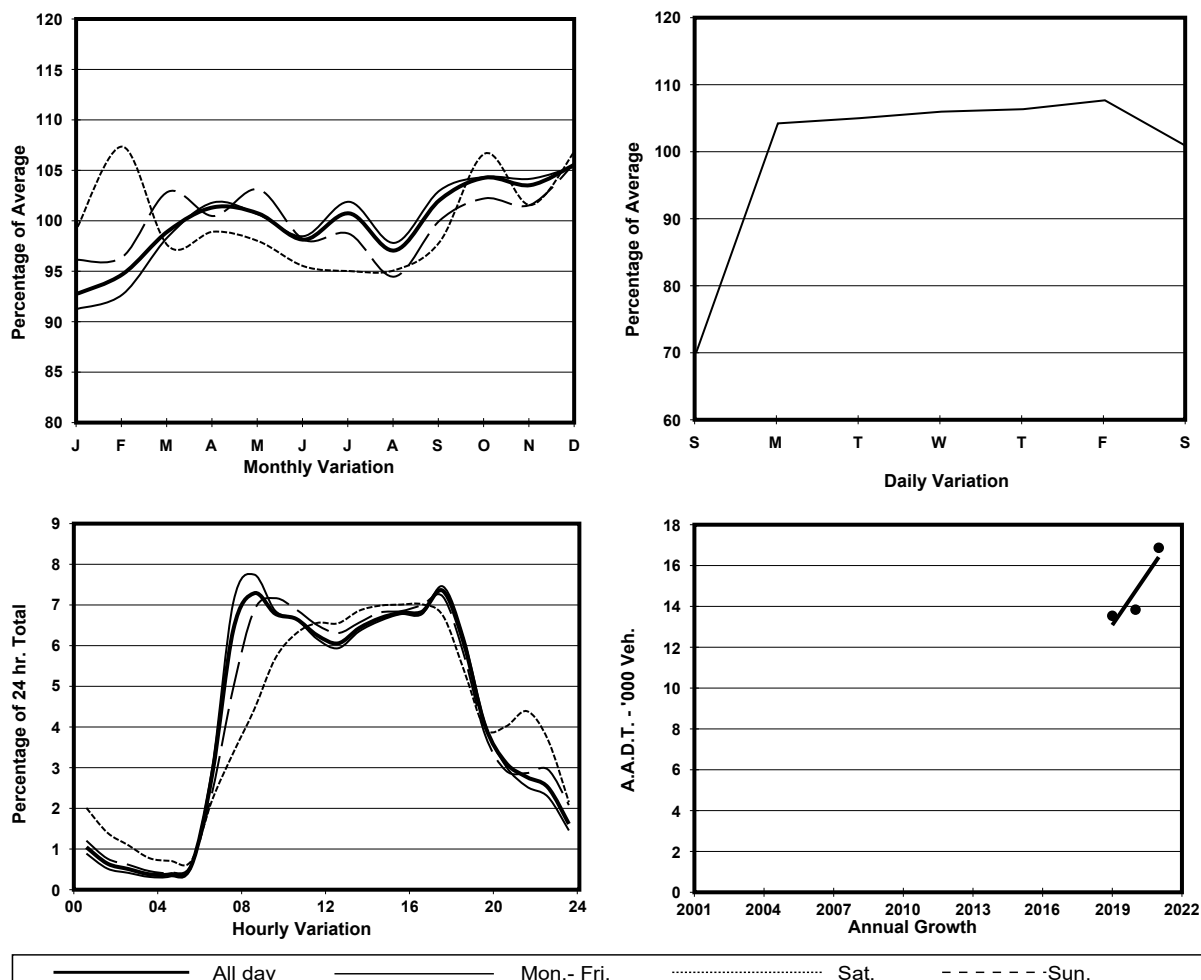 120
115
110
105
100
95
90
85
80
Percentage of Average
J F M A M J J A S O N D
Monthly Variation
120
110
100
90
80
70
60
Percentage of Average
S M T W T F S
Daily Variation
9
8
7
6
5
4
3
2
1
0
Percentage of 24 hr. Total
00 04 08 12 16 20 24
Hourly Variation
18
16
14
12
10
8
6
4
2
0
A.A.D.T. - '000 Veh.
2001 2004 2007 2010 2013 2016 2019 2022
Annual Growth
All day Mon.- Fri. Sat. Sun.